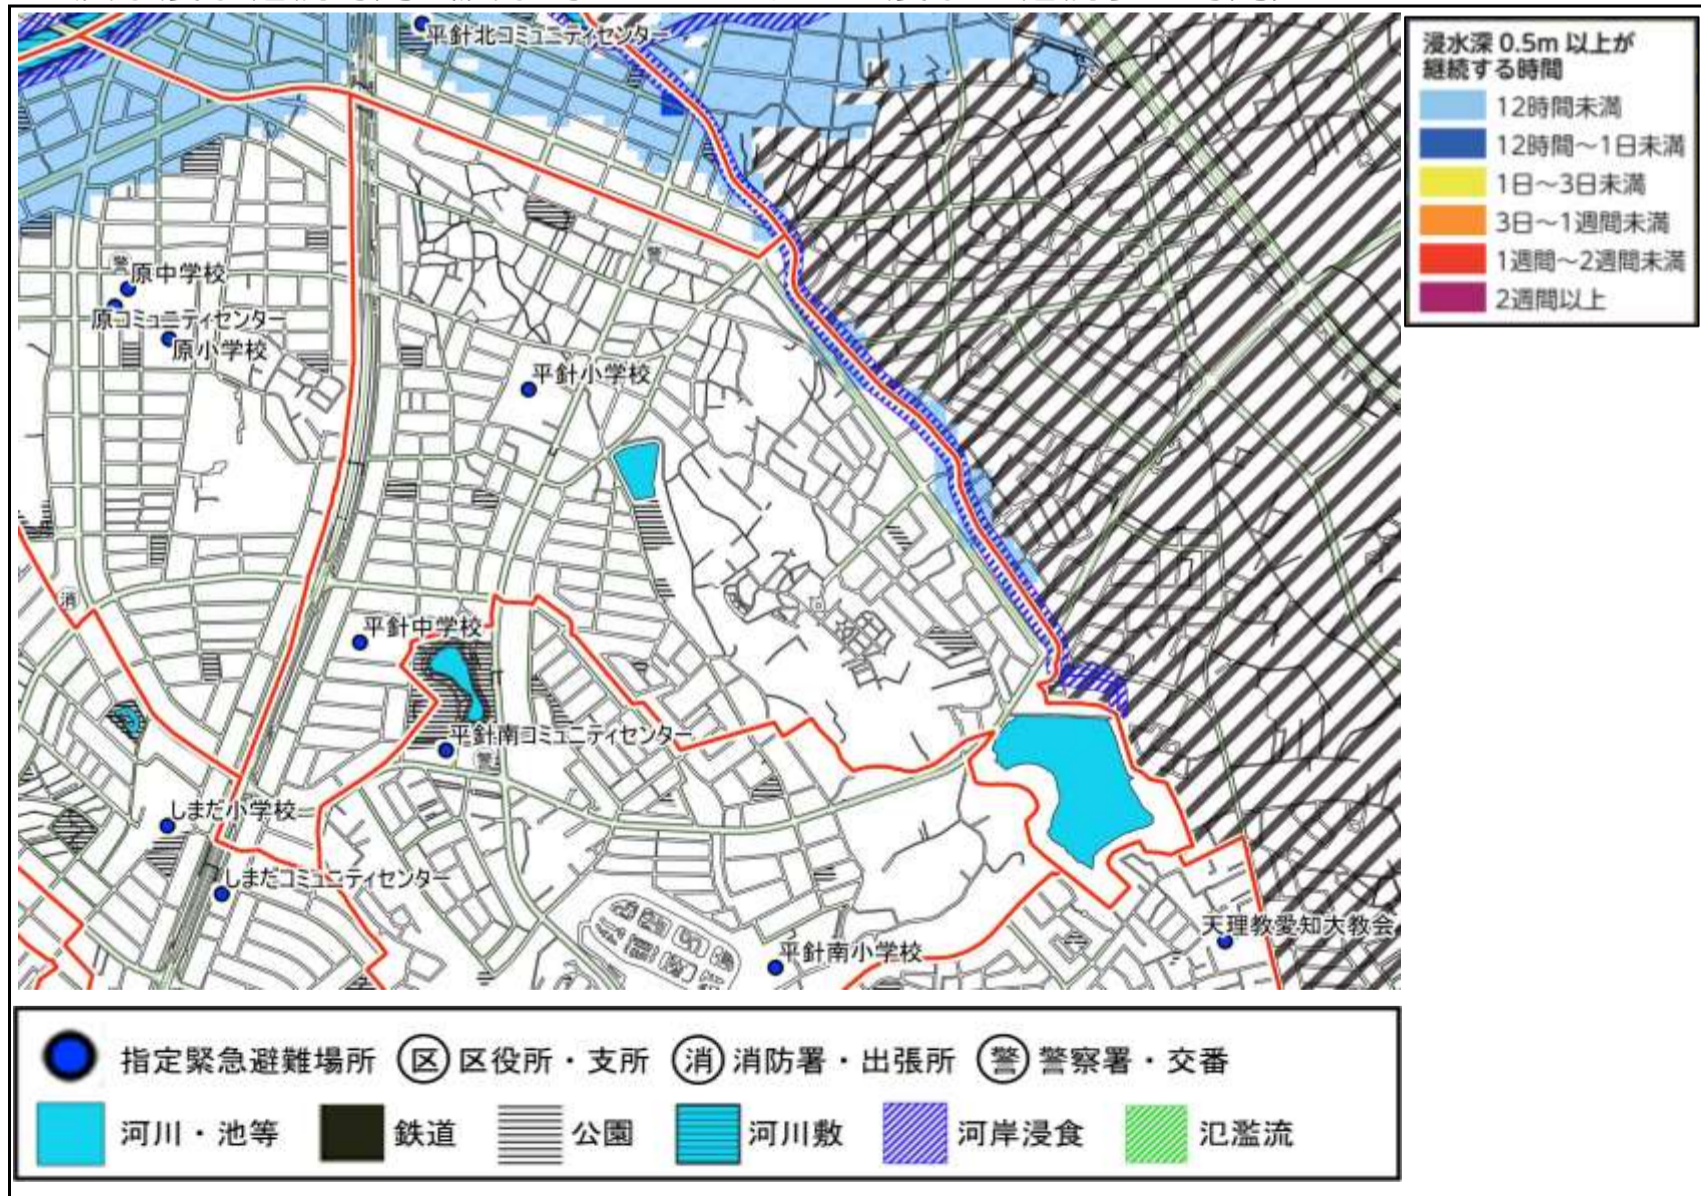 平針北コミュニティセンター
浸水深 0.5m 以上が
継続する時間
12時間未満
12時間～1日未満
1日～3日未満
3日～1週間未満
1週間～2週間未満
2週間以上
警
原中学校
警
原コミュニティセンター
原小学校
平針小学校
消
平針中学校
平針南コミュニティセンター
警
しまだ小学校
しまだコミュニティセンター
天理教愛知大教会
平針南小学校
指定緊急避難場所 区 区役所・支所 消 消防署・出張所 警 警察署・交番
河川・池等 鉄道 公園 河川敷 河岸浸食 氾濫流